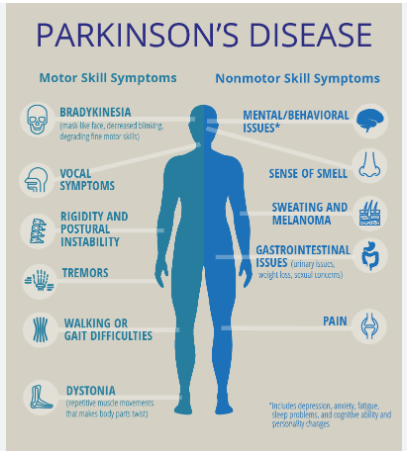 PARKINSON'S DISEASE
Motor Skill Symptoms
Nonmotor Skill Symptoms
BRADYKINESIA
(mask like face, decreased blinking,
degrading fine motor skills)
VOCAL
SYMPTOMS
RIGIDITY AND
POSTURAL
INSTABILITY
TREMORS
WALKING OR
GAIT DIFFICULTIES
DYSTONIA
(repetitive muscle movements
that makes body parts twist)
MENTAL/BEHAVIORAL
ISSUES*
SENSE OF SMELL
SWEATING AND
MELANOMA
GASTROINTESTINAL
ISSUES (urinary issues,
weight loss, sexual concerns)
PAIN
*Includes depression, anxiety, fatigue,
sleep problems, and cognitive ability and
personality changes